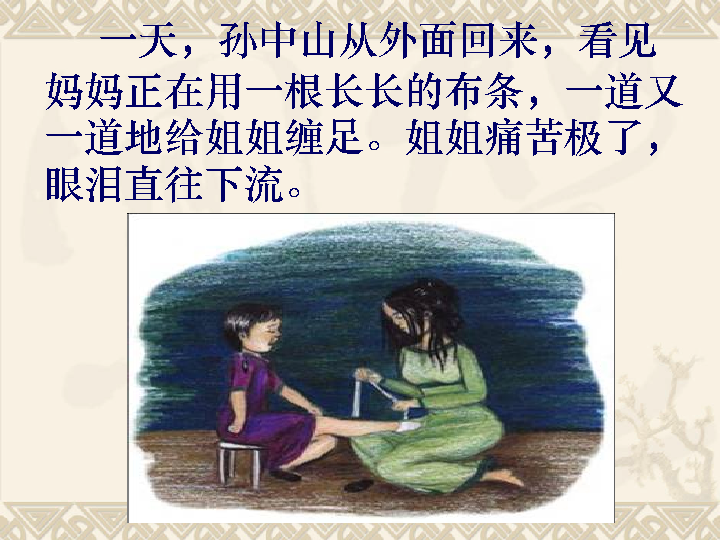 一天，孙中山从外面回来，看见
妈妈正在用一根长长的布条，一道又
一道地给姐姐缠足。姐姐痛苦极了，
眼泪直往下流。